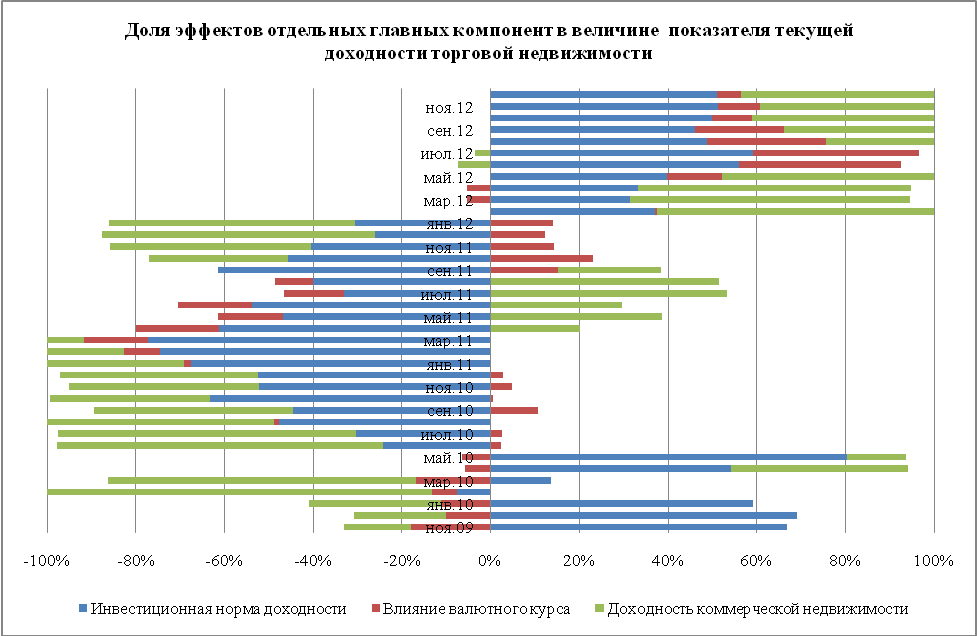 Доля эффектов отдельных главных компонент в величине показателя текущей
доходности торговой недвижимости
ноя.12
сен.12
июл.12
май.12
мар.12
янв.12
ноя.11
сен.11
июл.11
май.11
мар.11
янв.11
ноя.10
сен.10
июл.10
май.10
мар.10
янв.10
ноя.09
-100% -80% -60% -40% -20% 0% 20% 40% 60% 80% 100%
Инвестиционная норма доходности Влияние валютного курса Доходность коммерческой недвижимости